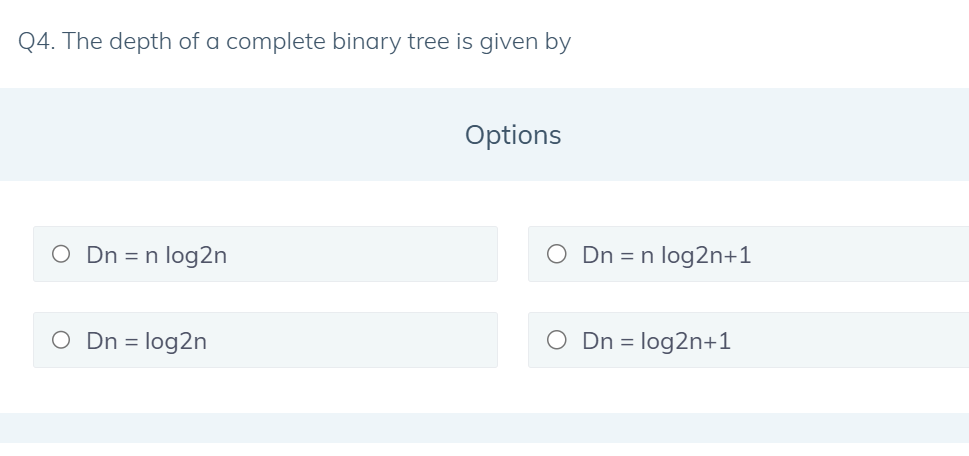 Q4. The depth of a complete binary tree is given by
Options
Dn = n log2n
Dn = n log2n+1
Dn = log2n
Dn = log2n+1